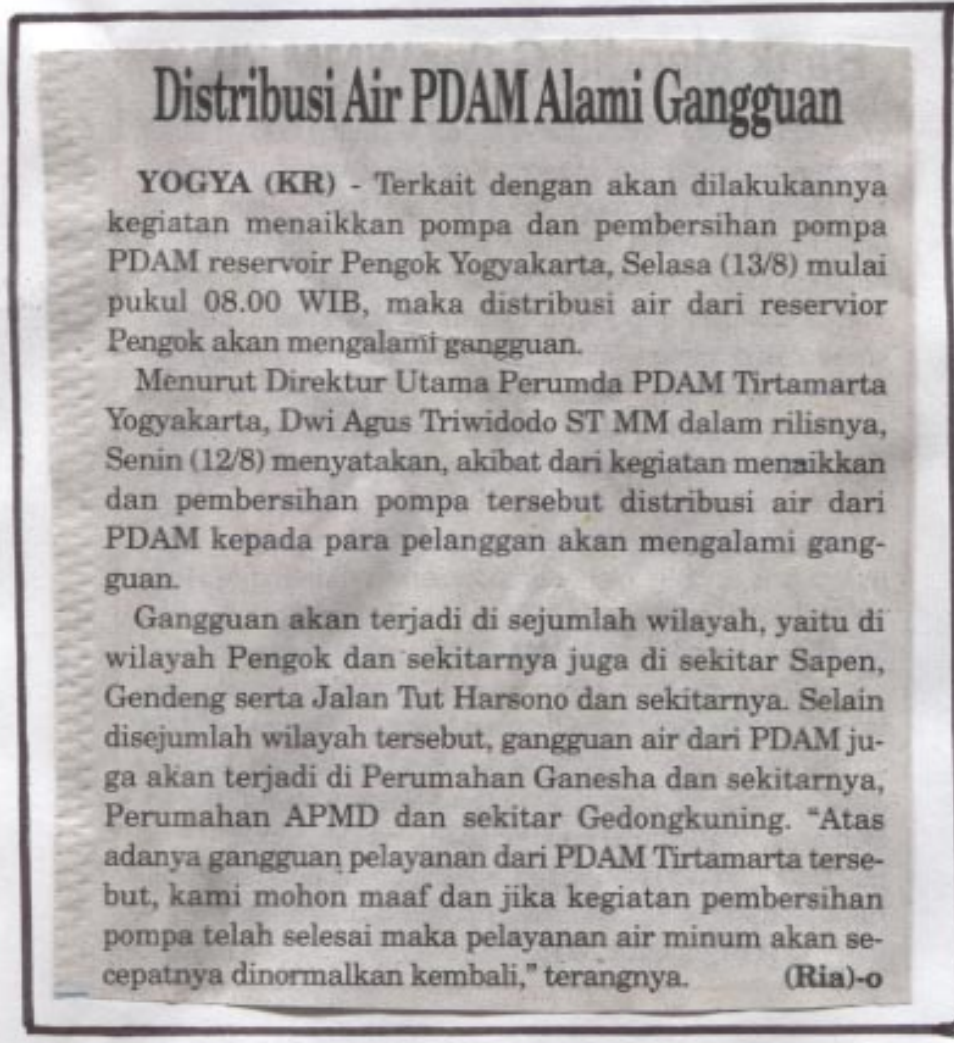 Distribusi Air PDAM Alami Gangguan
YOGYA (KR) - Terkait dengan akan dilakukannya
kegiatan menaikkan pompa dan pembersihan pompa
PDAM reservoir Pengok Yogyakarta, Selasa (13/8) mulai
pukul 08.00 WIB, maka distribusi air dari reservior
Pengok akan mengalami gangguan.
Menurut Direktur Utama Perumda PDAM Tirtamarta
Yogyakarta, Dwi Agus Triwidodo ST MM dalam rilisnya,
Senin (12/8) menyatakan, akibat dari kegiatan menaikkan
dan pembersihan pompa tersebut distribusi air dari
PDAM kepada para pelanggan akan mengalami gang-
guan.
Gangguan akan terjadi di sejumlah wilayah, yaitu di
wilayah Pengok dan sekitarnya juga di sekitar Sapen,
Gendeng serta Jalan Tut Harsono dan sekitarnya. Selain
disejumlah wilayah tersebut, gangguan air dari PDAM ju-
ga akan terjadi di Perumahan Ganesha dan sekitarnya,
Perumahan APMD dan sekitar Gedongkuning. "Atas
adanya gangguan pelayanan dari PDAM Tirtamarta terse-
but, kami mohon maaf dan jika kegiatan pembersihan
pompa telah selesai maka pelayanan air minum akan se-
cepatnya dinormalkan kembali," terangnya. (Ria)-o